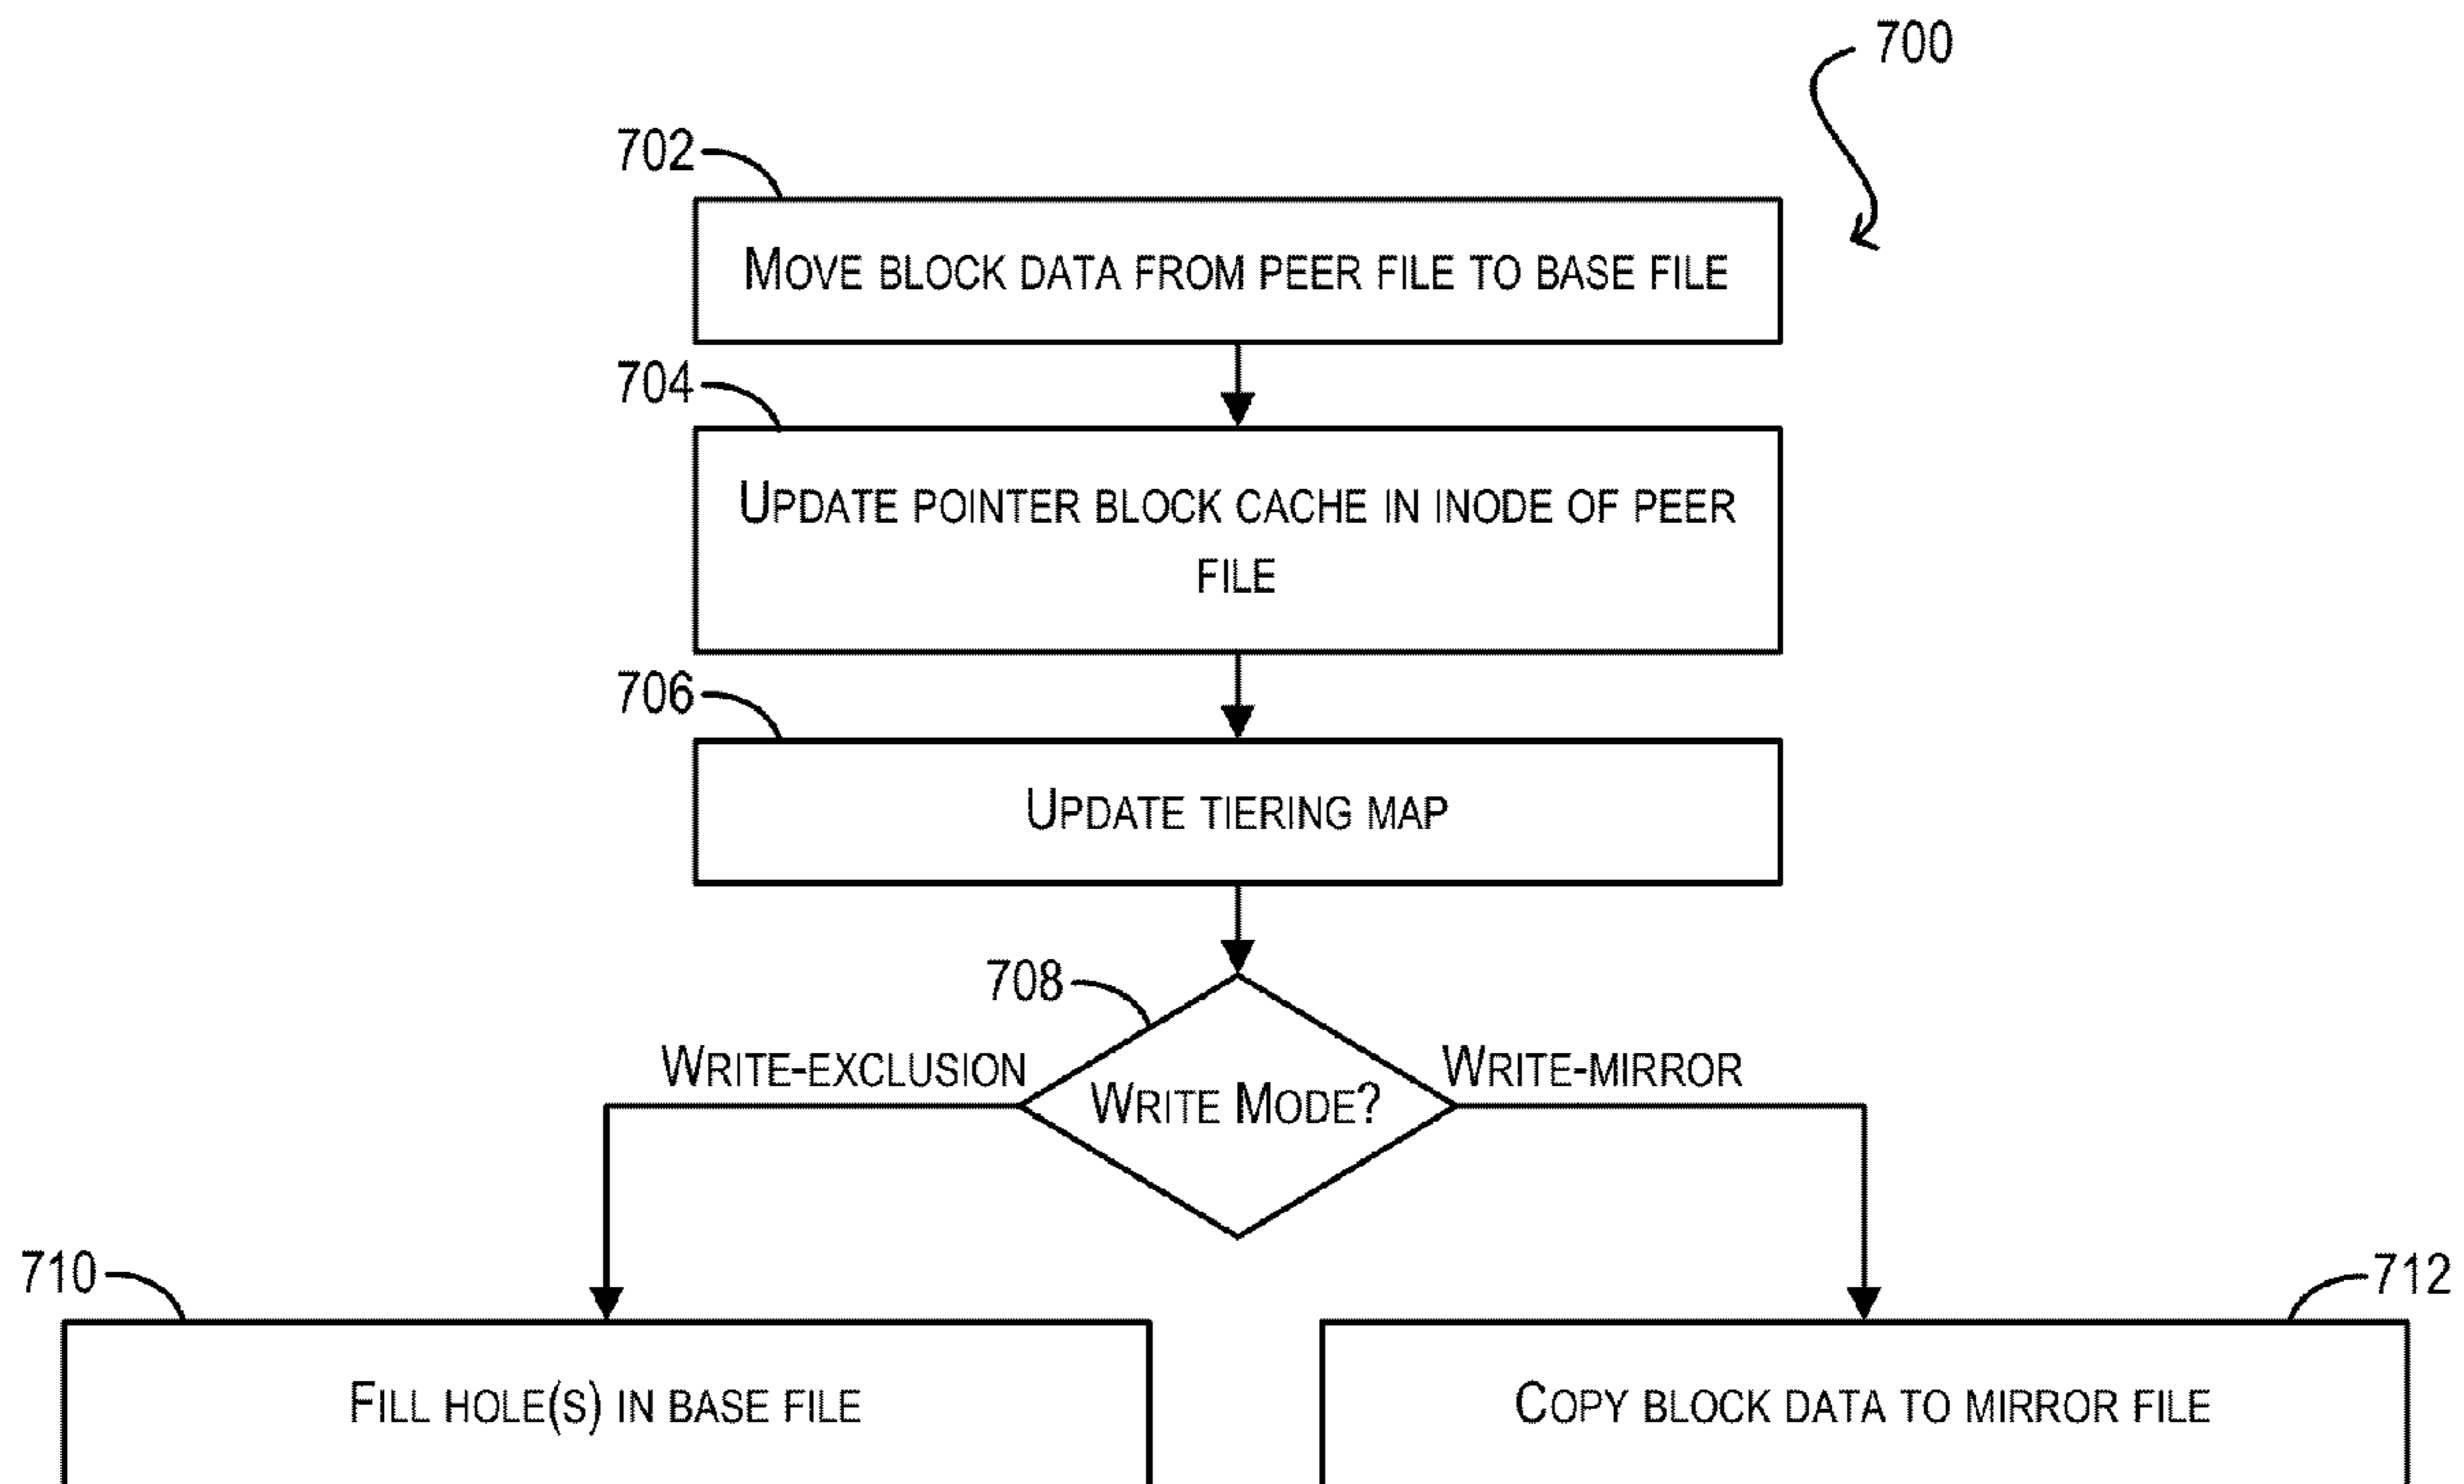 700
702
MOVE BLOCK DATA FROM PEER FILE TO BASE FILE
704
UPDATE POINTER BLOCK CACHE IN INODE OF PEER
FILE
706
UPDATE TIERING MAP
708
WRITE-EXCLUSION
WRITE MODE?
WRITE-MIRROR
710
FILL HOLE(S) IN BASE FILE
712
COPY BLOCK DATA TO MIRROR FILE